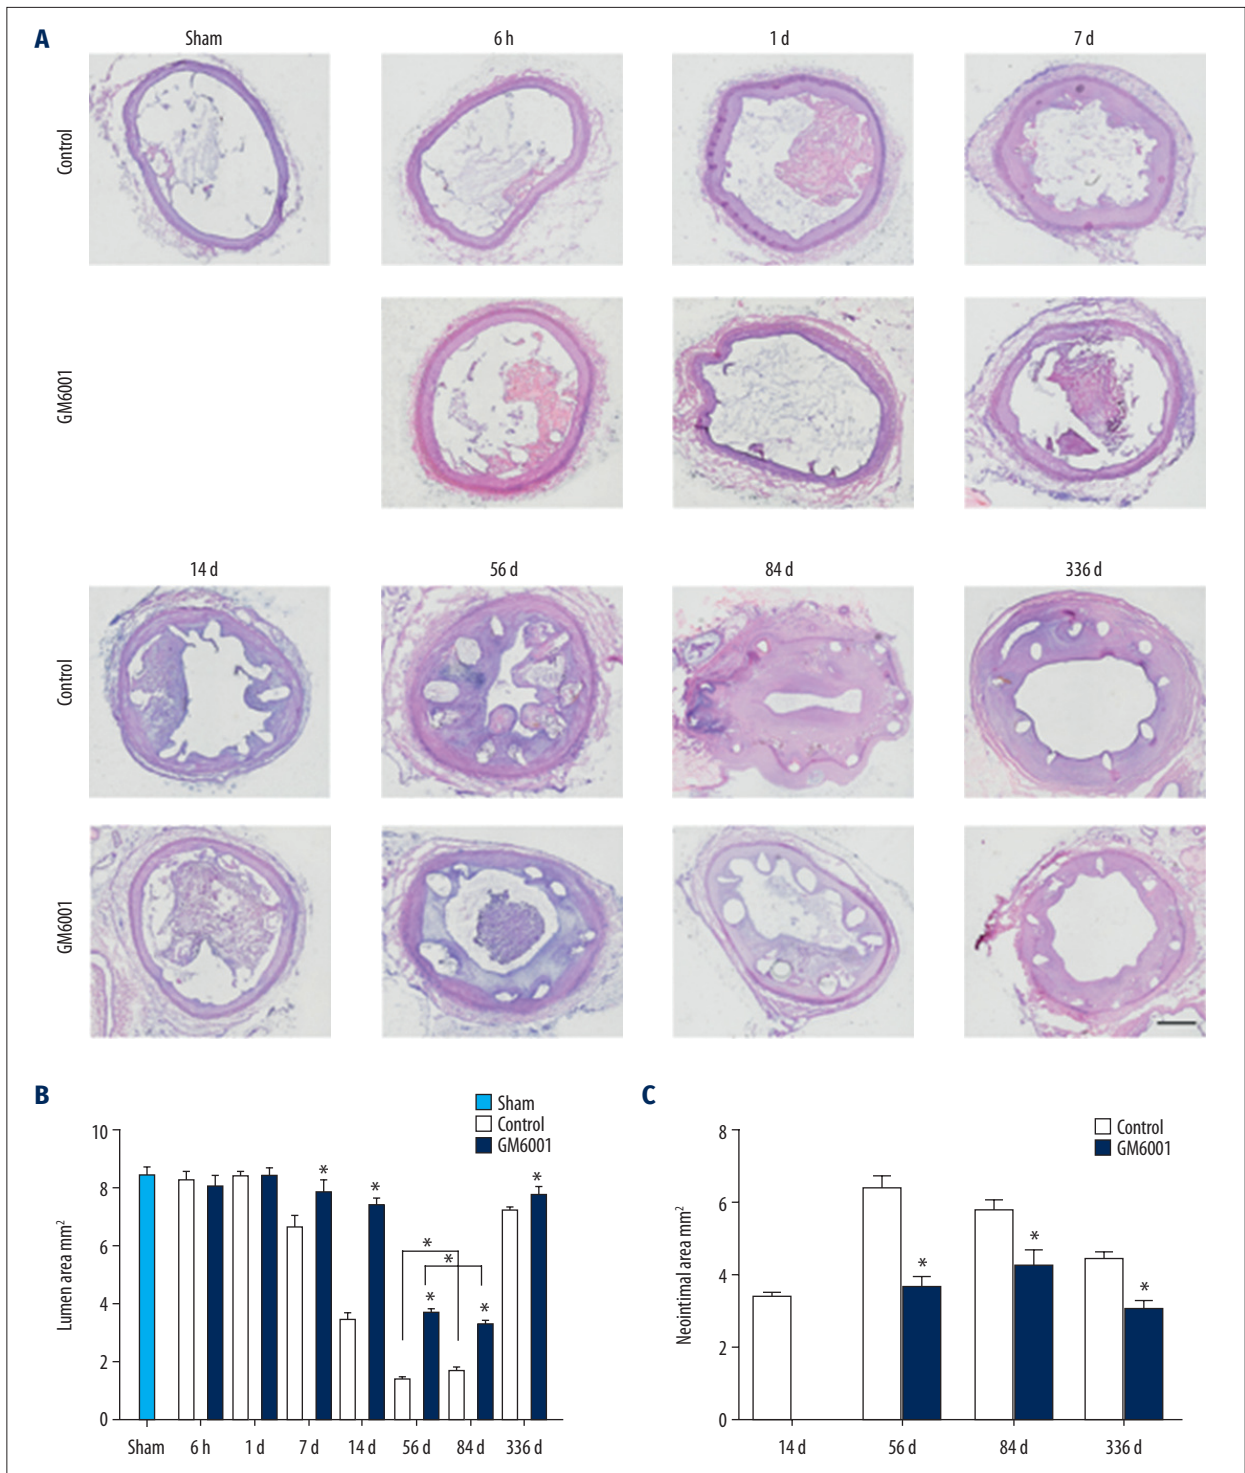 A
Sham 6 h 1 d 7 d
Control
GM6001
14 d 56 d 84 d 336 d
Control
GM6001
B
Sham
Control
GM6001
Lumen area mm²
10
8
6
4
2
0
* * * * * * *
Sham 6 h 1 d 7 d 14 d 56 d 84 d 336 d
C
Control
GM6001
Neointimal area mm²
8
6
4
2
0
* * *
14 d 56 d 84 d 336 d